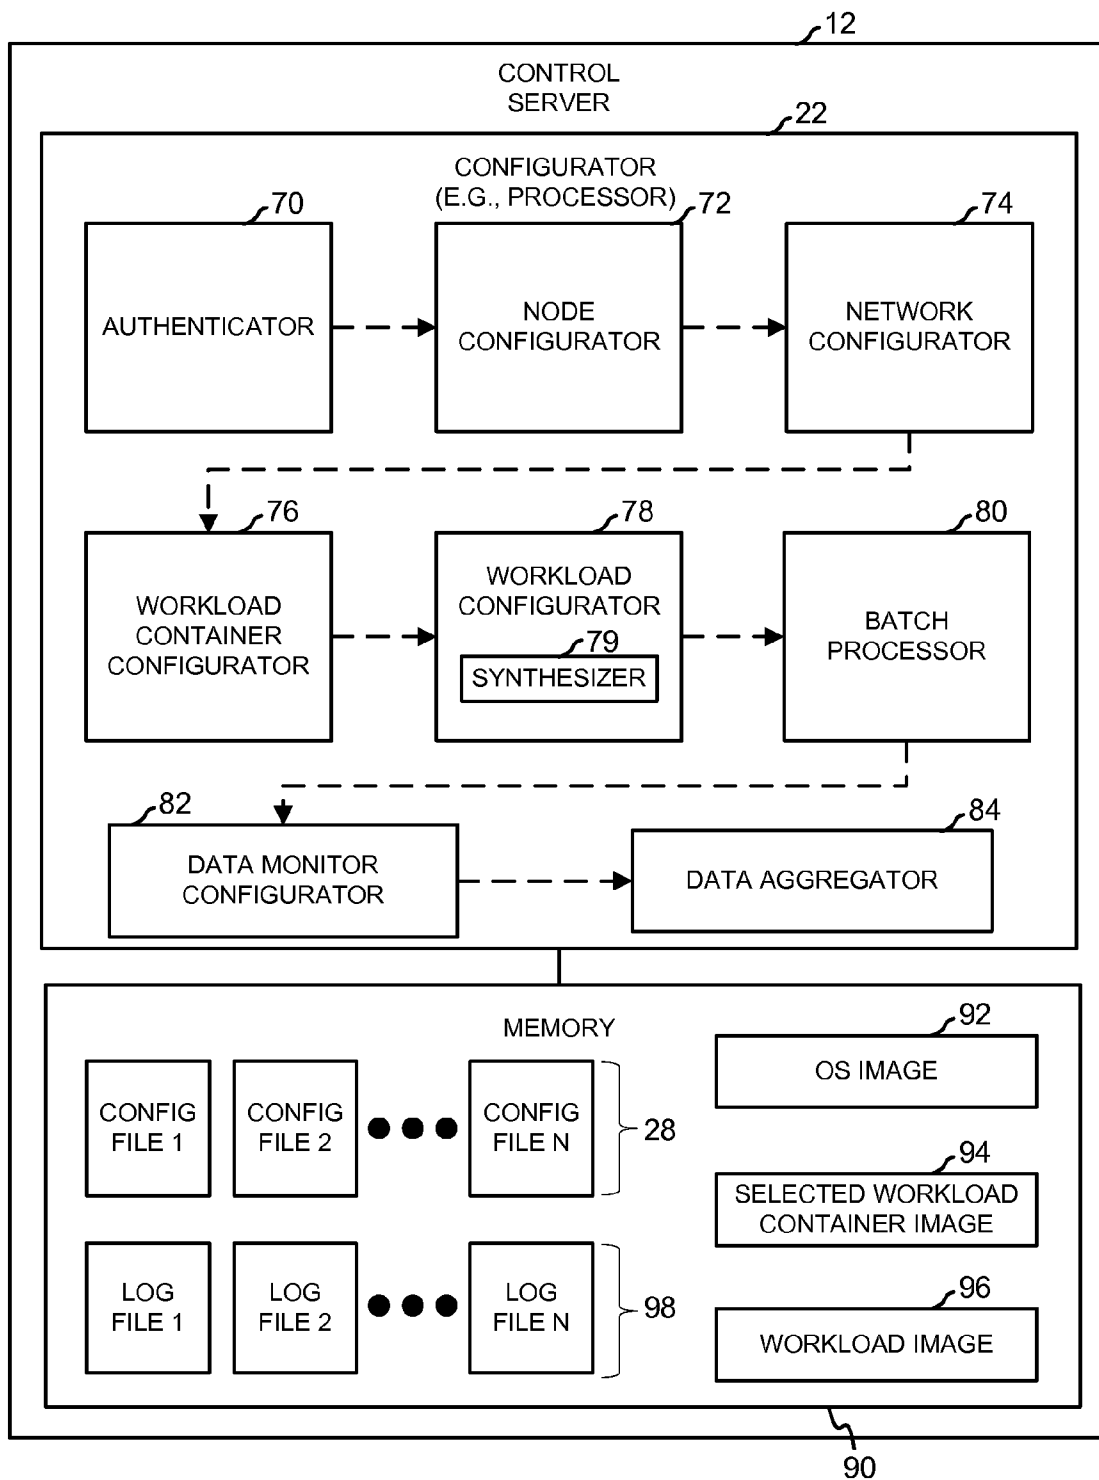 12
CONTROL
SERVER
22
CONFIGURATOR
(E.G., PROCESSOR)
70
72
74
AUTHENTICATOR
NODE
CONFIGURATOR
NETWORK
CONFIGURATOR
76
78
80
WORKLOAD
CONTAINER
CONFIGURATOR
WORKLOAD
CONFIGURATOR
79
SYNTHESIZER
BATCH
PROCESSOR
82
84
DATA MONITOR
CONFIGURATOR
DATA AGGREGATOR
MEMORY
92
OS IMAGE
CONFIG
FILE 1
CONFIG
FILE 2
CONFIG
FILE N
28
94
SELECTED WORKLOAD
CONTAINER IMAGE
LOG
FILE 1
LOG
FILE 2
LOG
FILE N
98
96
WORKLOAD IMAGE
90